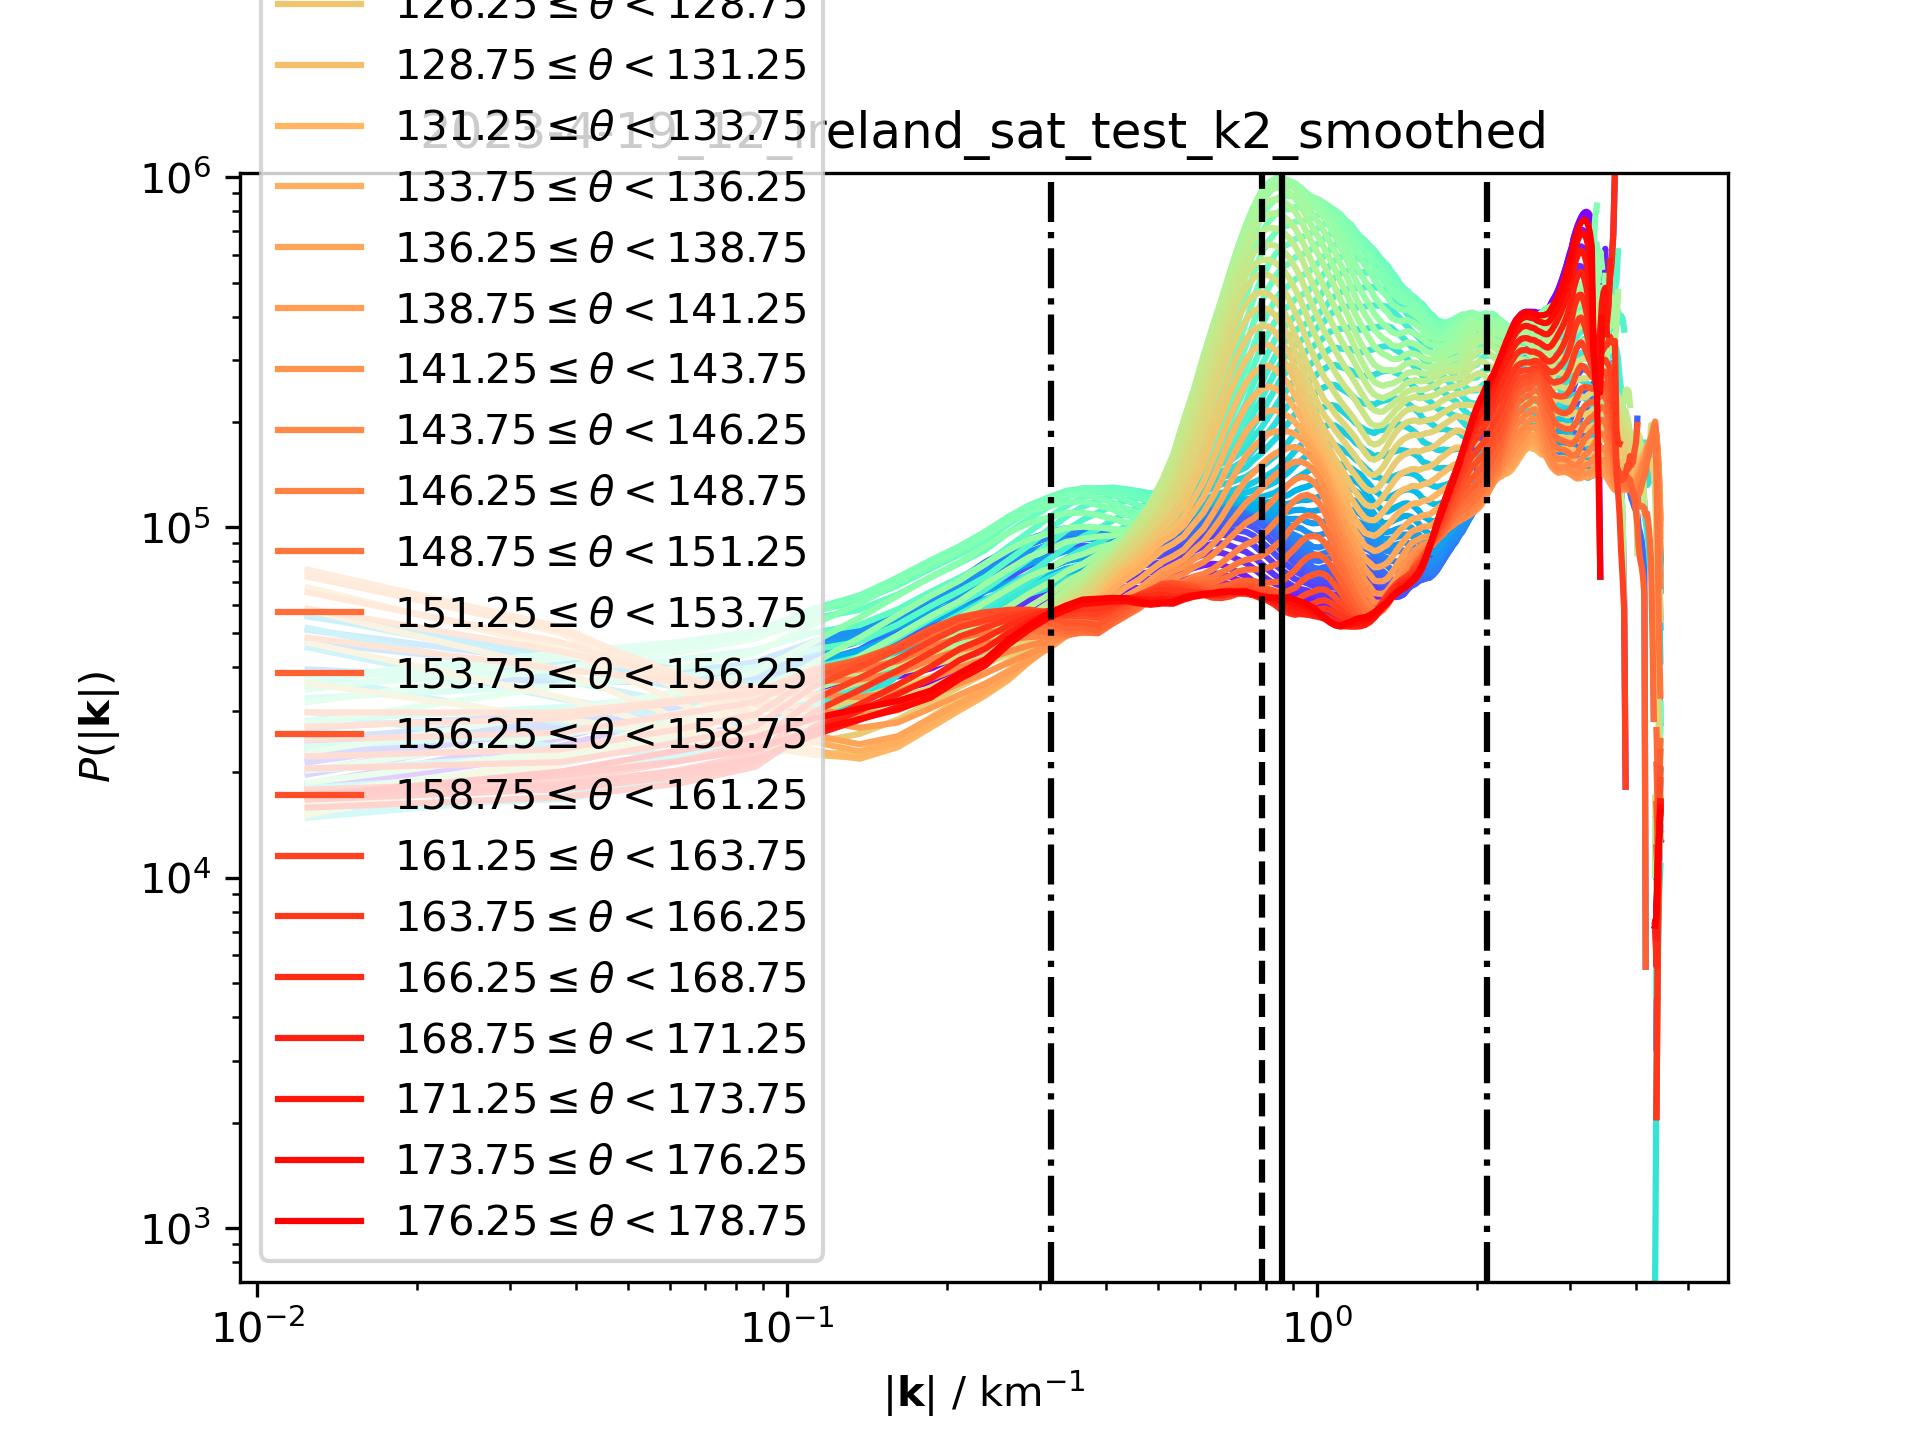 126.25 ≤ θ < 128.75
128.75 ≤ θ < 131.25
131.25 ≤ θ < 133.75
2023-4-19_12_ireland_sat_test_k2_smoothed
133.75 ≤ θ < 136.25
136.25 ≤ θ < 138.75
138.75 ≤ θ < 141.25
141.25 ≤ θ < 143.75
143.75 ≤ θ < 146.25
146.25 ≤ θ < 148.75
148.75 ≤ θ < 151.25
151.25 ≤ θ < 153.75
153.75 ≤ θ < 156.25
156.25 ≤ θ < 158.75
158.75 ≤ θ < 161.25
161.25 ≤ θ < 163.75
163.75 ≤ θ < 166.25
166.25 ≤ θ < 168.75
168.75 ≤ θ < 171.25
171.25 ≤ θ < 173.75
173.75 ≤ θ < 176.25
176.25 ≤ θ < 178.75
10⁶
10⁵
10⁴
10³
P(|k|)
10⁻² 10⁻¹ 10⁰
|k| / km⁻¹